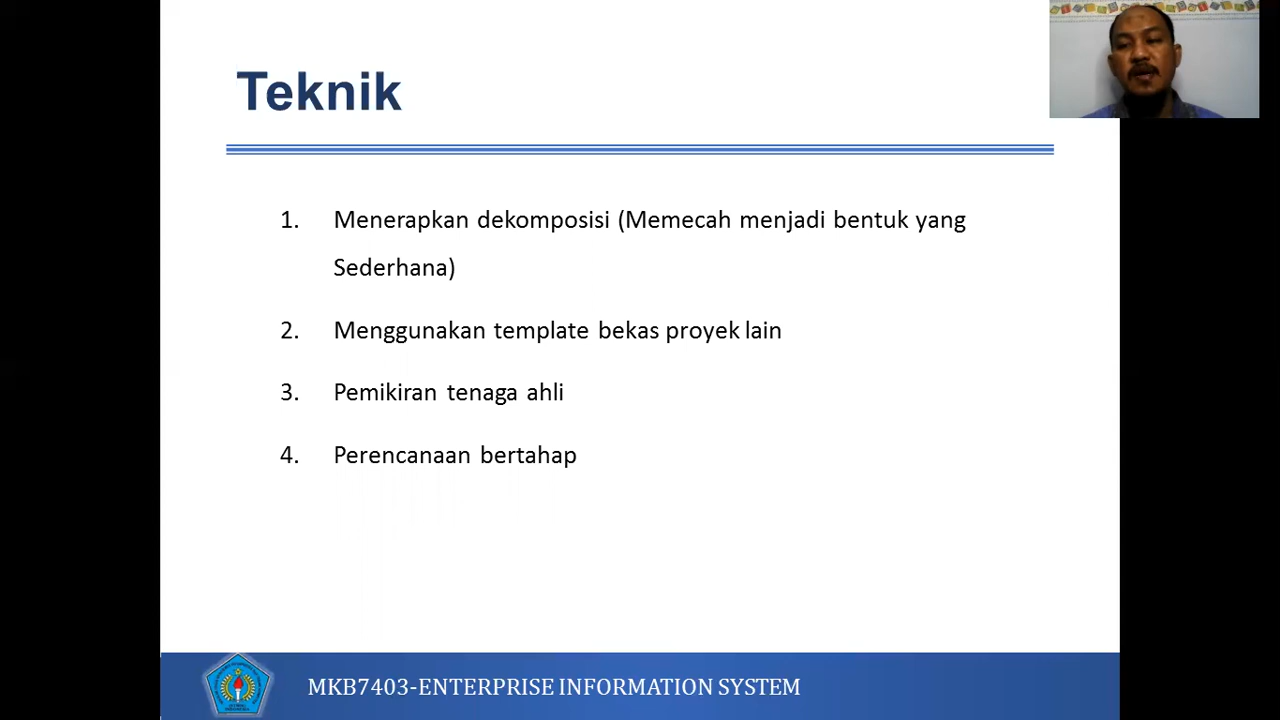 Teknik
1. Menerapkan dekomposisi (Memecah menjadi bentuk yang
Sederhana)
2. Menggunakan template bekas proyek lain
3. Pemikiran tenaga ahli
4. Perencanaan bertahap
MKB7403-ENTERPRISE INFORMATION SYSTEM